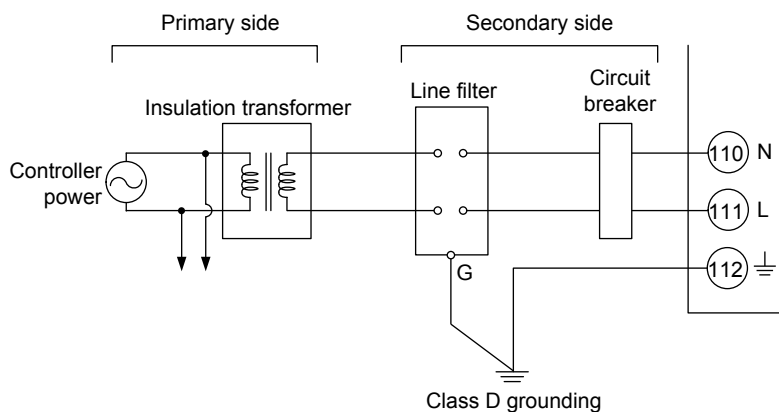 Primary side
Secondary side
Insulation transformer
Line filter
Circuit
breaker
Controller
power
110 N
111 L
112
G
Class D grounding